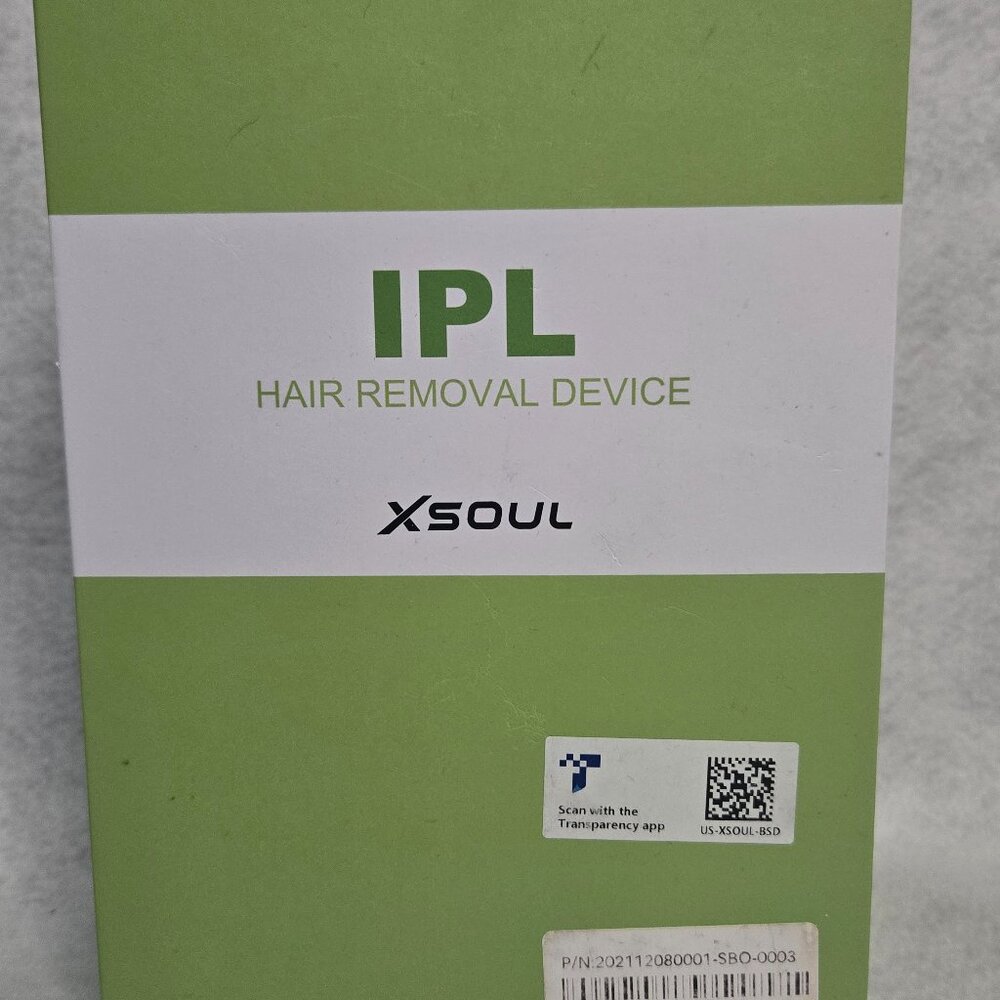 IPL
HAIR REMOVAL DEVICE
XSOUL
Scan with the
Transparency app
US-XSOUL-BSD
P/N:202112080001-SBO-0003